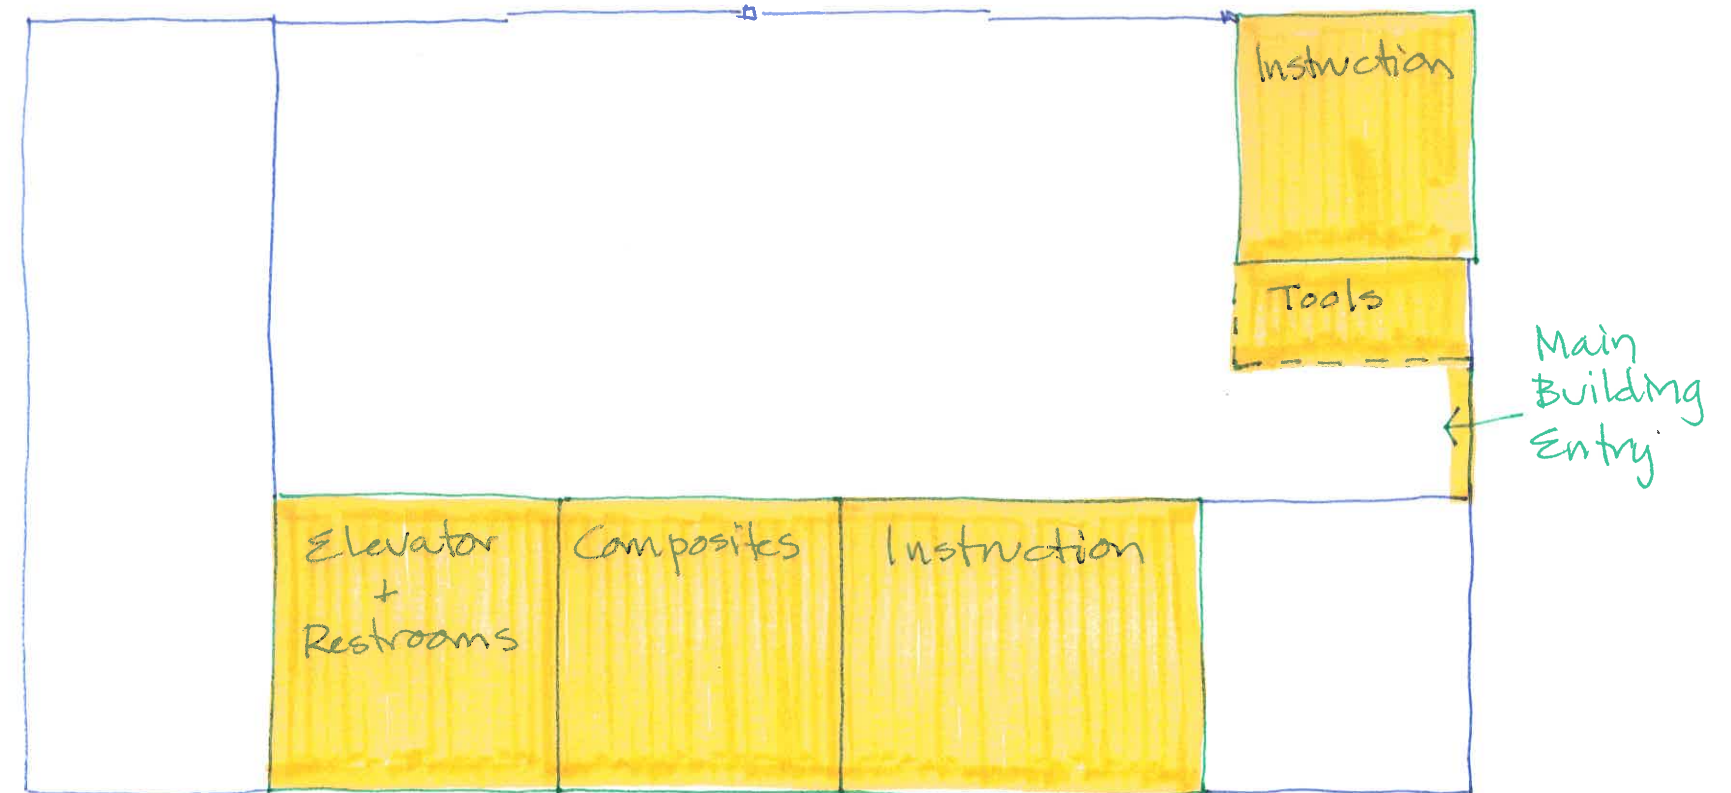 Instruction
Tools
Main
Building
Entry
Elevator
+
Restrooms
Composites
Instruction